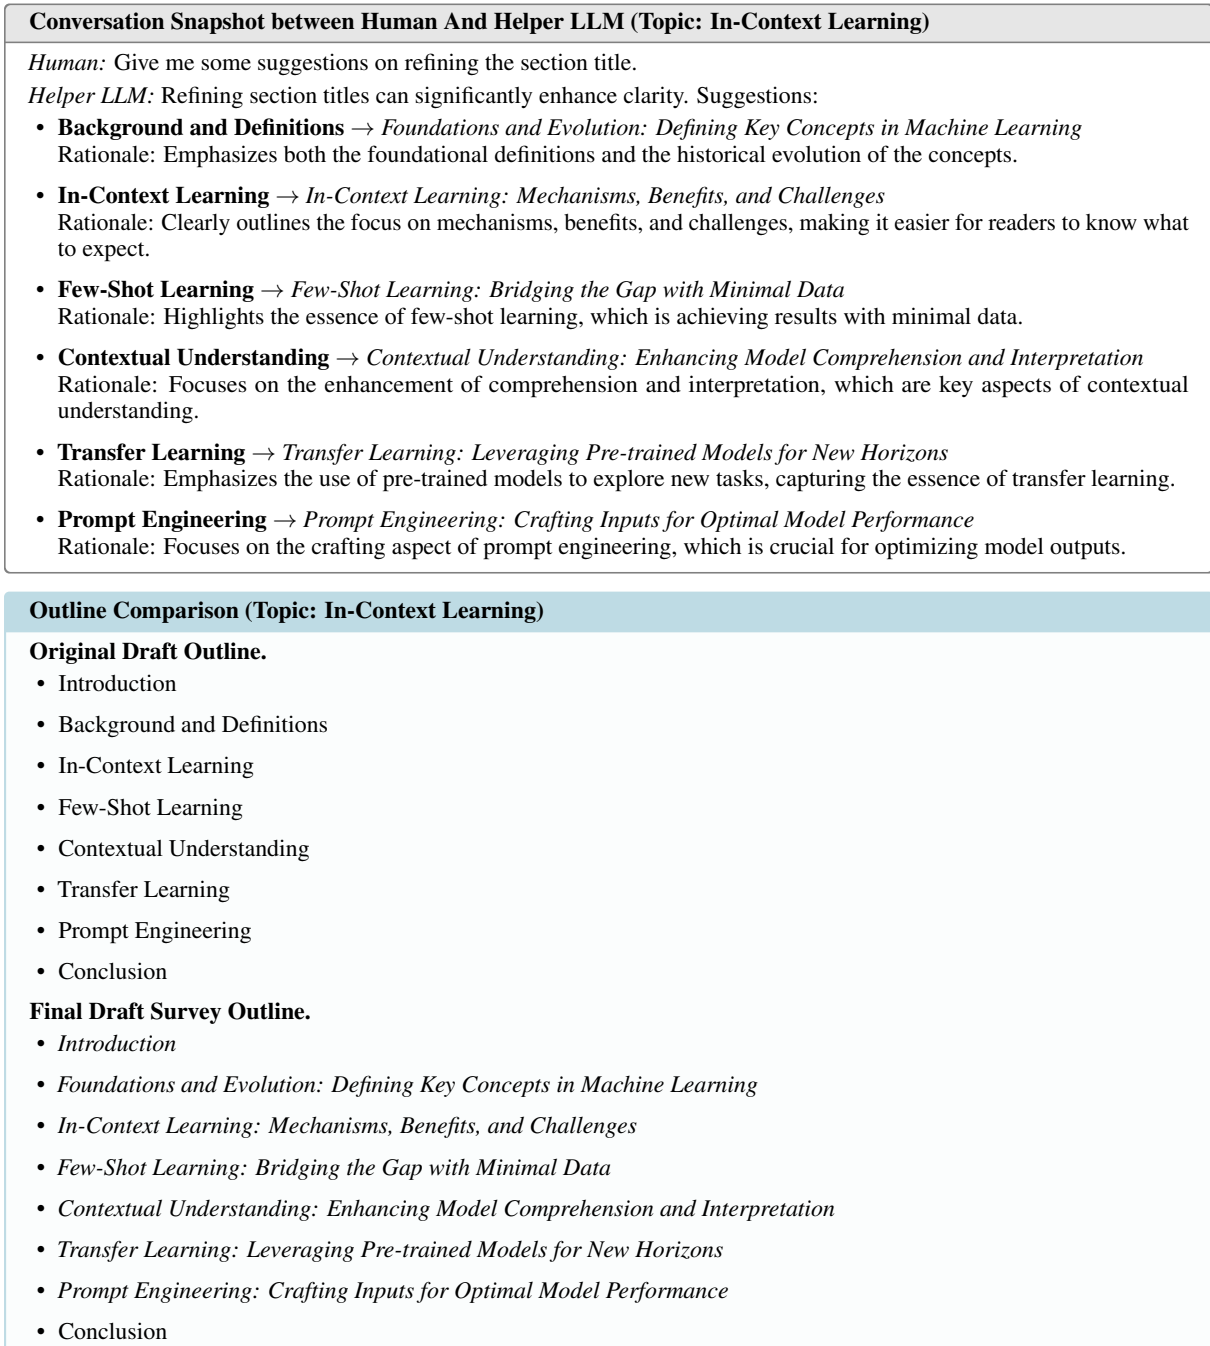 Conversation Snapshot between Human And Helper LLM (Topic: In-Context Learning)
Human: Give me some suggestions on refining the section title.
Helper LLM: Refining section titles can significantly enhance clarity. Suggestions:
• Background and Definitions → Foundations and Evolution: Defining Key Concepts in Machine Learning
Rationale: Emphasizes both the foundational definitions and the historical evolution of the concepts.
• In-Context Learning → In-Context Learning: Mechanisms, Benefits, and Challenges
Rationale: Clearly outlines the focus on mechanisms, benefits, and challenges, making it easier for readers to know what
to expect.
• Few-Shot Learning → Few-Shot Learning: Bridging the Gap with Minimal Data
Rationale: Highlights the essence of few-shot learning, which is achieving results with minimal data.
• Contextual Understanding → Contextual Understanding: Enhancing Model Comprehension and Interpretation
Rationale: Focuses on the enhancement of comprehension and interpretation, which are key aspects of contextual
understanding.
• Transfer Learning → Transfer Learning: Leveraging Pre-trained Models for New Horizons
Rationale: Emphasizes the use of pre-trained models to explore new tasks, capturing the essence of transfer learning.
• Prompt Engineering → Prompt Engineering: Crafting Inputs for Optimal Model Performance
Rationale: Focuses on the crafting aspect of prompt engineering, which is crucial for optimizing model outputs.
Outline Comparison (Topic: In-Context Learning)
Original Draft Outline.
• Introduction
• Background and Definitions
• In-Context Learning
• Few-Shot Learning
• Contextual Understanding
• Transfer Learning
• Prompt Engineering
• Conclusion
Final Draft Survey Outline.
• Introduction
• Foundations and Evolution: Defining Key Concepts in Machine Learning
• In-Context Learning: Mechanisms, Benefits, and Challenges
• Few-Shot Learning: Bridging the Gap with Minimal Data
• Contextual Understanding: Enhancing Model Comprehension and Interpretation
• Transfer Learning: Leveraging Pre-trained Models for New Horizons
• Prompt Engineering: Crafting Inputs for Optimal Model Performance
• Conclusion